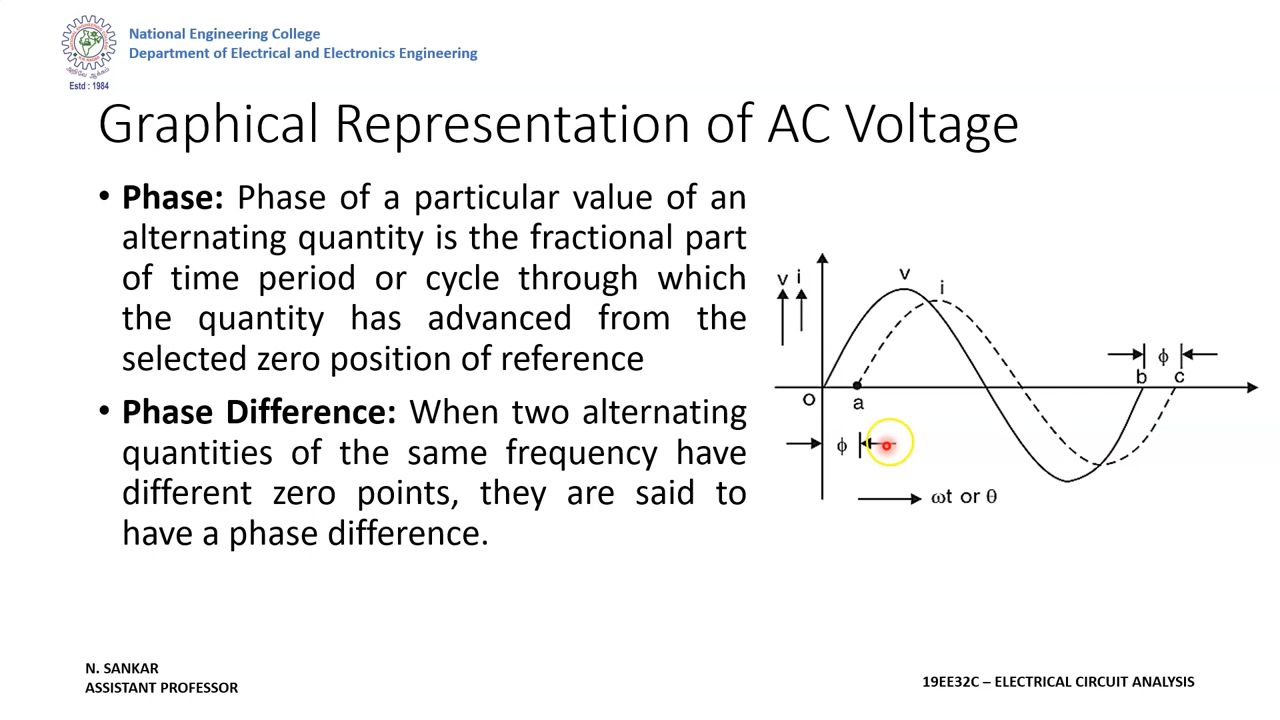 National Engineering College
Department of Electrical and Electronics Engineering
Estd : 1984
Graphical Representation of AC Voltage
• Phase: Phase of a particular value of an
alternating quantity is the fractional part
of time period or cycle through which
the quantity has advanced from the
selected zero position of reference
• Phase Difference: When two alternating
quantities of the same frequency have
different zero points, they are said to
have a phase difference.
v i
v
i
ϕ
b c
o
a
ϕ
ωt or θ
N. SANKAR
ASSISTANT PROFESSOR
19EE32C – ELECTRICAL CIRCUIT ANALYSIS